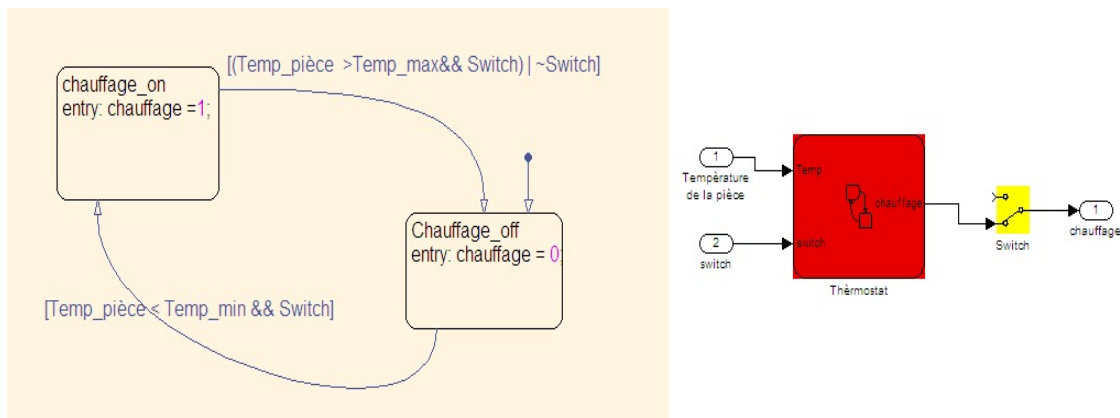 [(Temp_pièce >Temp_max&& Switch) | ~Switch]
chauffage_on
entry: chauffage =1;
Chauffage_off
entry: chauffage = 0;
[Temp_pièce < Temp_min && Switch]
1
Tempèrature
de la pièce
2
switch
Temp
switch
chauffage
Thèrmostat
Switch
1
chauffage